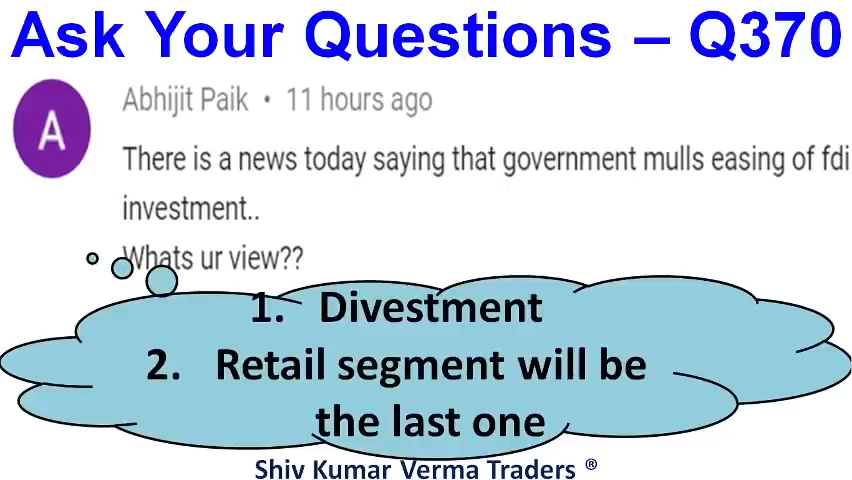 Ask Your Questions – Q370
A
Abhijit Paik • 11 hours ago
There is a news today saying that government mulls easing of fdi
investment..
Whats ur view??
1. Divestment
2. Retail segment will be
the last one
Shiv Kumar Verma Traders ®